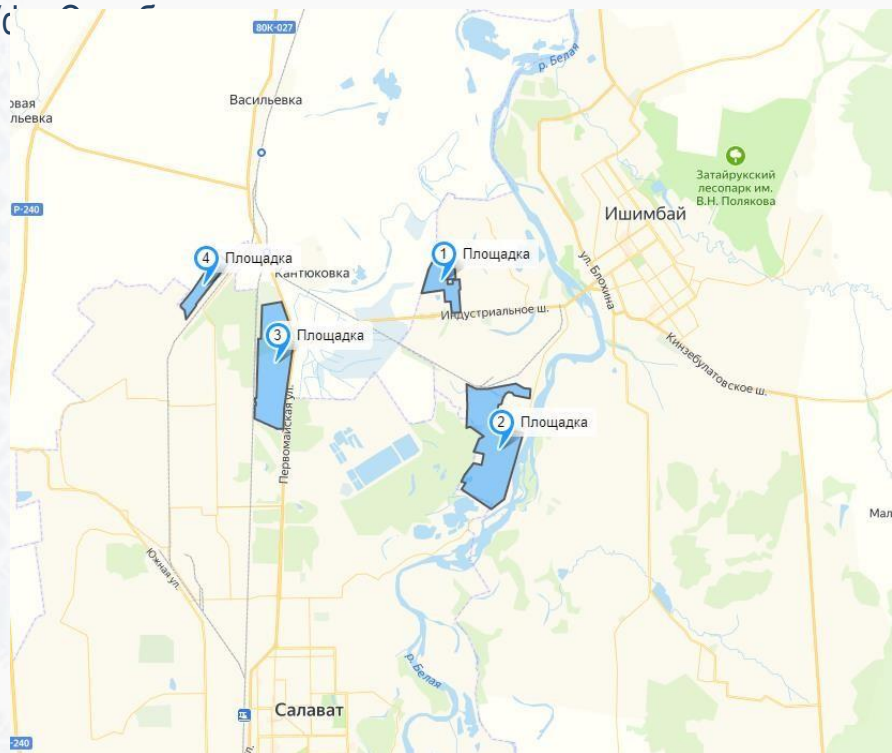 80К-027
р. Белая
Васильевка
овая
льевка
Затайрукский
лесопарк им.
В.Н. Полякова
Р-240
Ишимбай
4 Площадка
1 Площадка
Кантюковка
ул. Блохина
Индустриальное ш.
3 Площадка
Кинзебулатовское ш.
Первомайская ул.
2 Площадка
Мал
Южная ул.
р. Белая
Салават
-240
л.